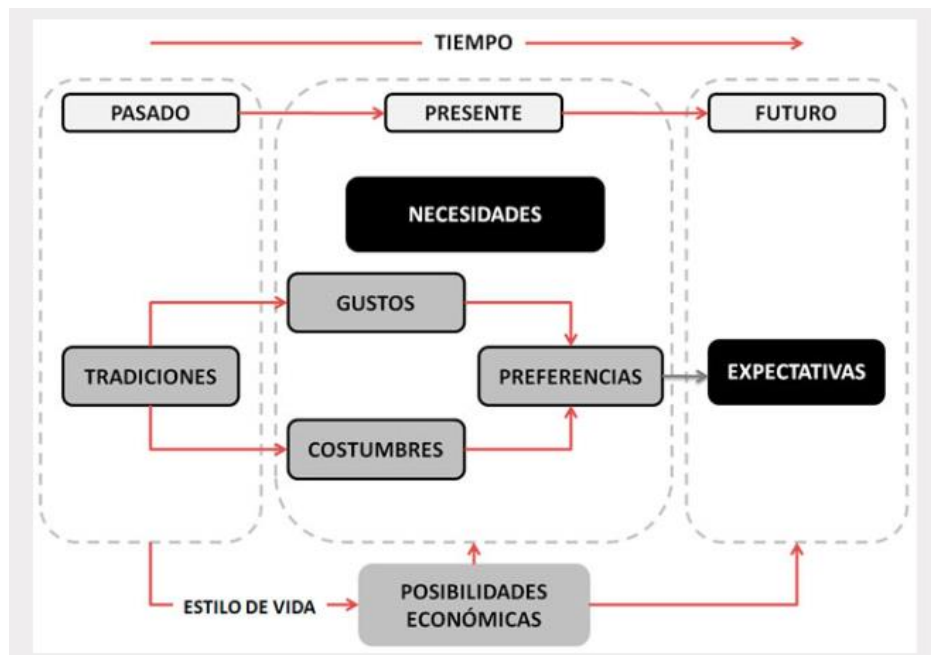 TIEMPO
PASADO
PRESENTE
FUTURO
NECESIDADES
GUSTOS
TRADICIONES
PREFERENCIAS
EXPECTATIVAS
COSTUMBRES
ESTILO DE VIDA
POSIBILIDADES
ECONÓMICAS